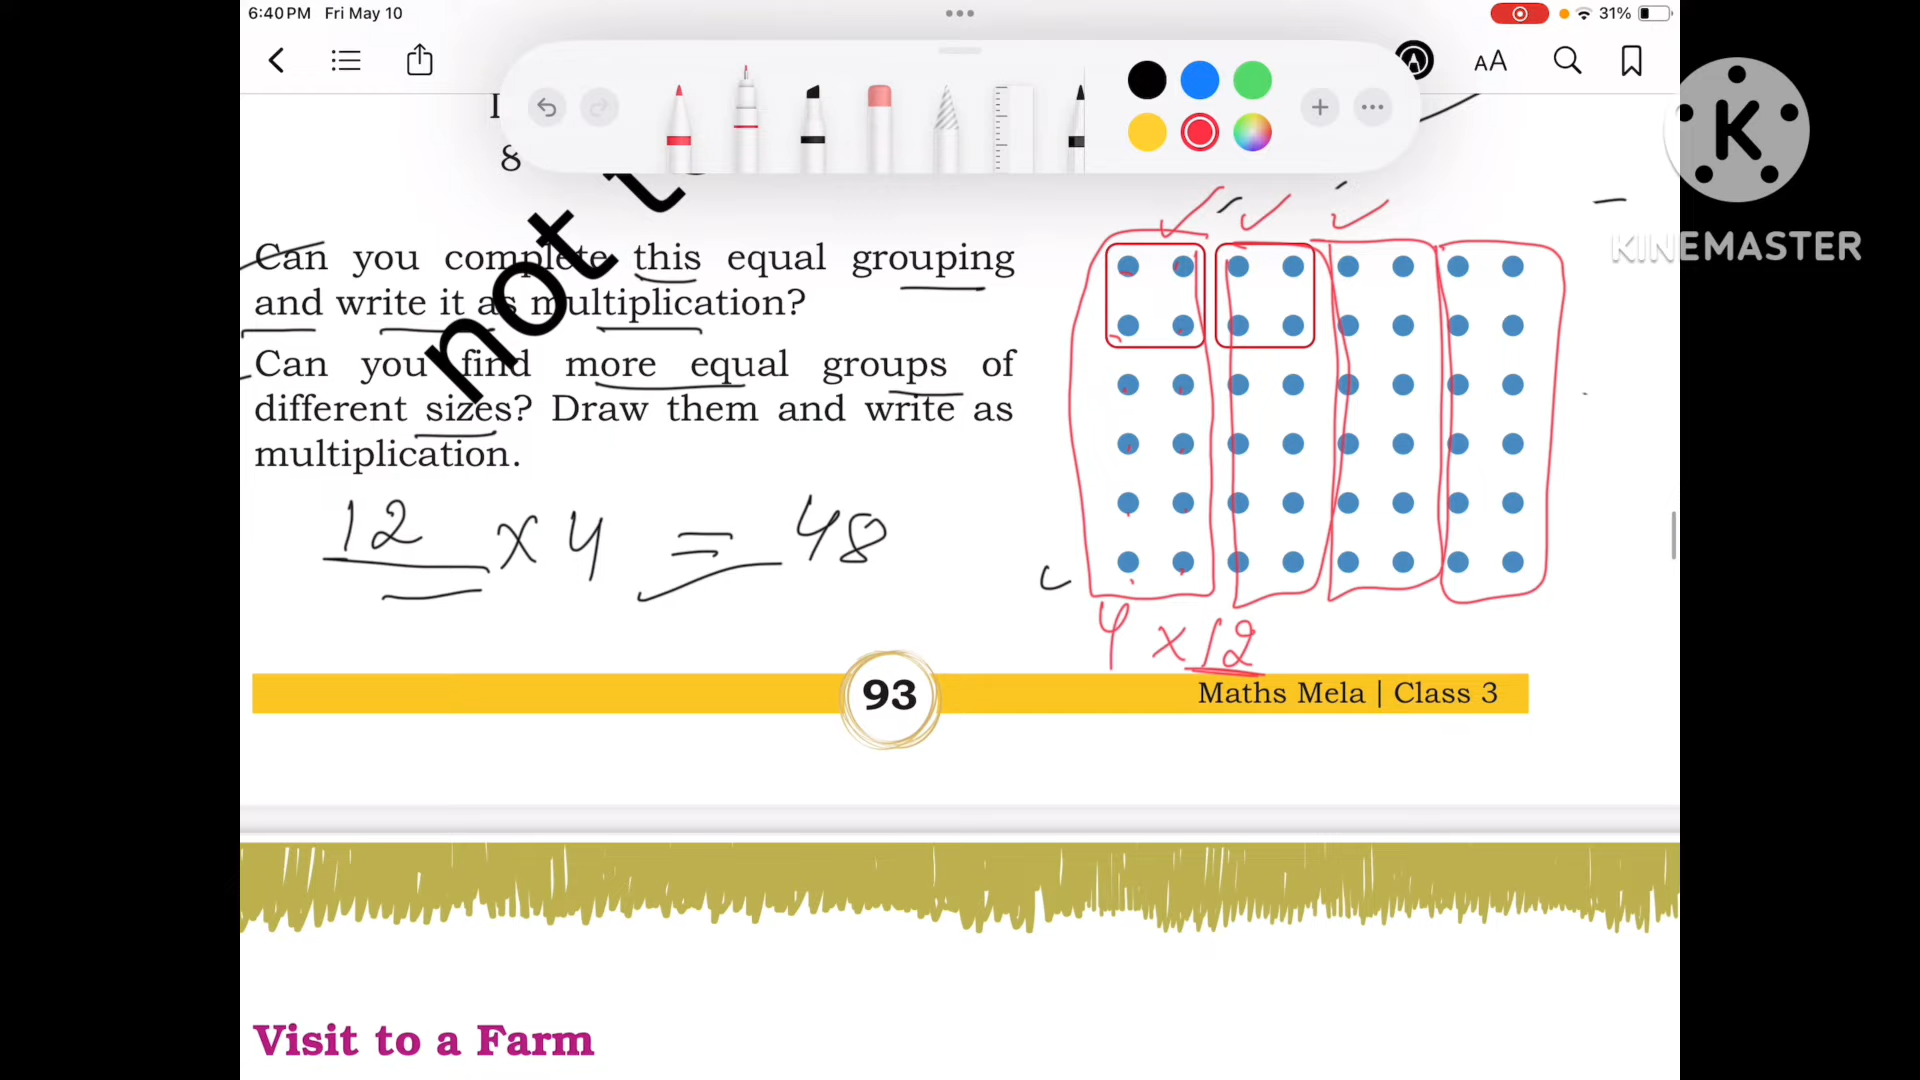 6:40 PM Fri May 10
31%
AA
K
KINEMASTER
8
not t
Can you complete this equal grouping
and write it as multiplication?
Can you find more equal groups of
different sizes? Draw them and write as
multiplication.
12 x 4 = 48
4 x 12
93
Maths Mela | Class 3
Visit to a Farm